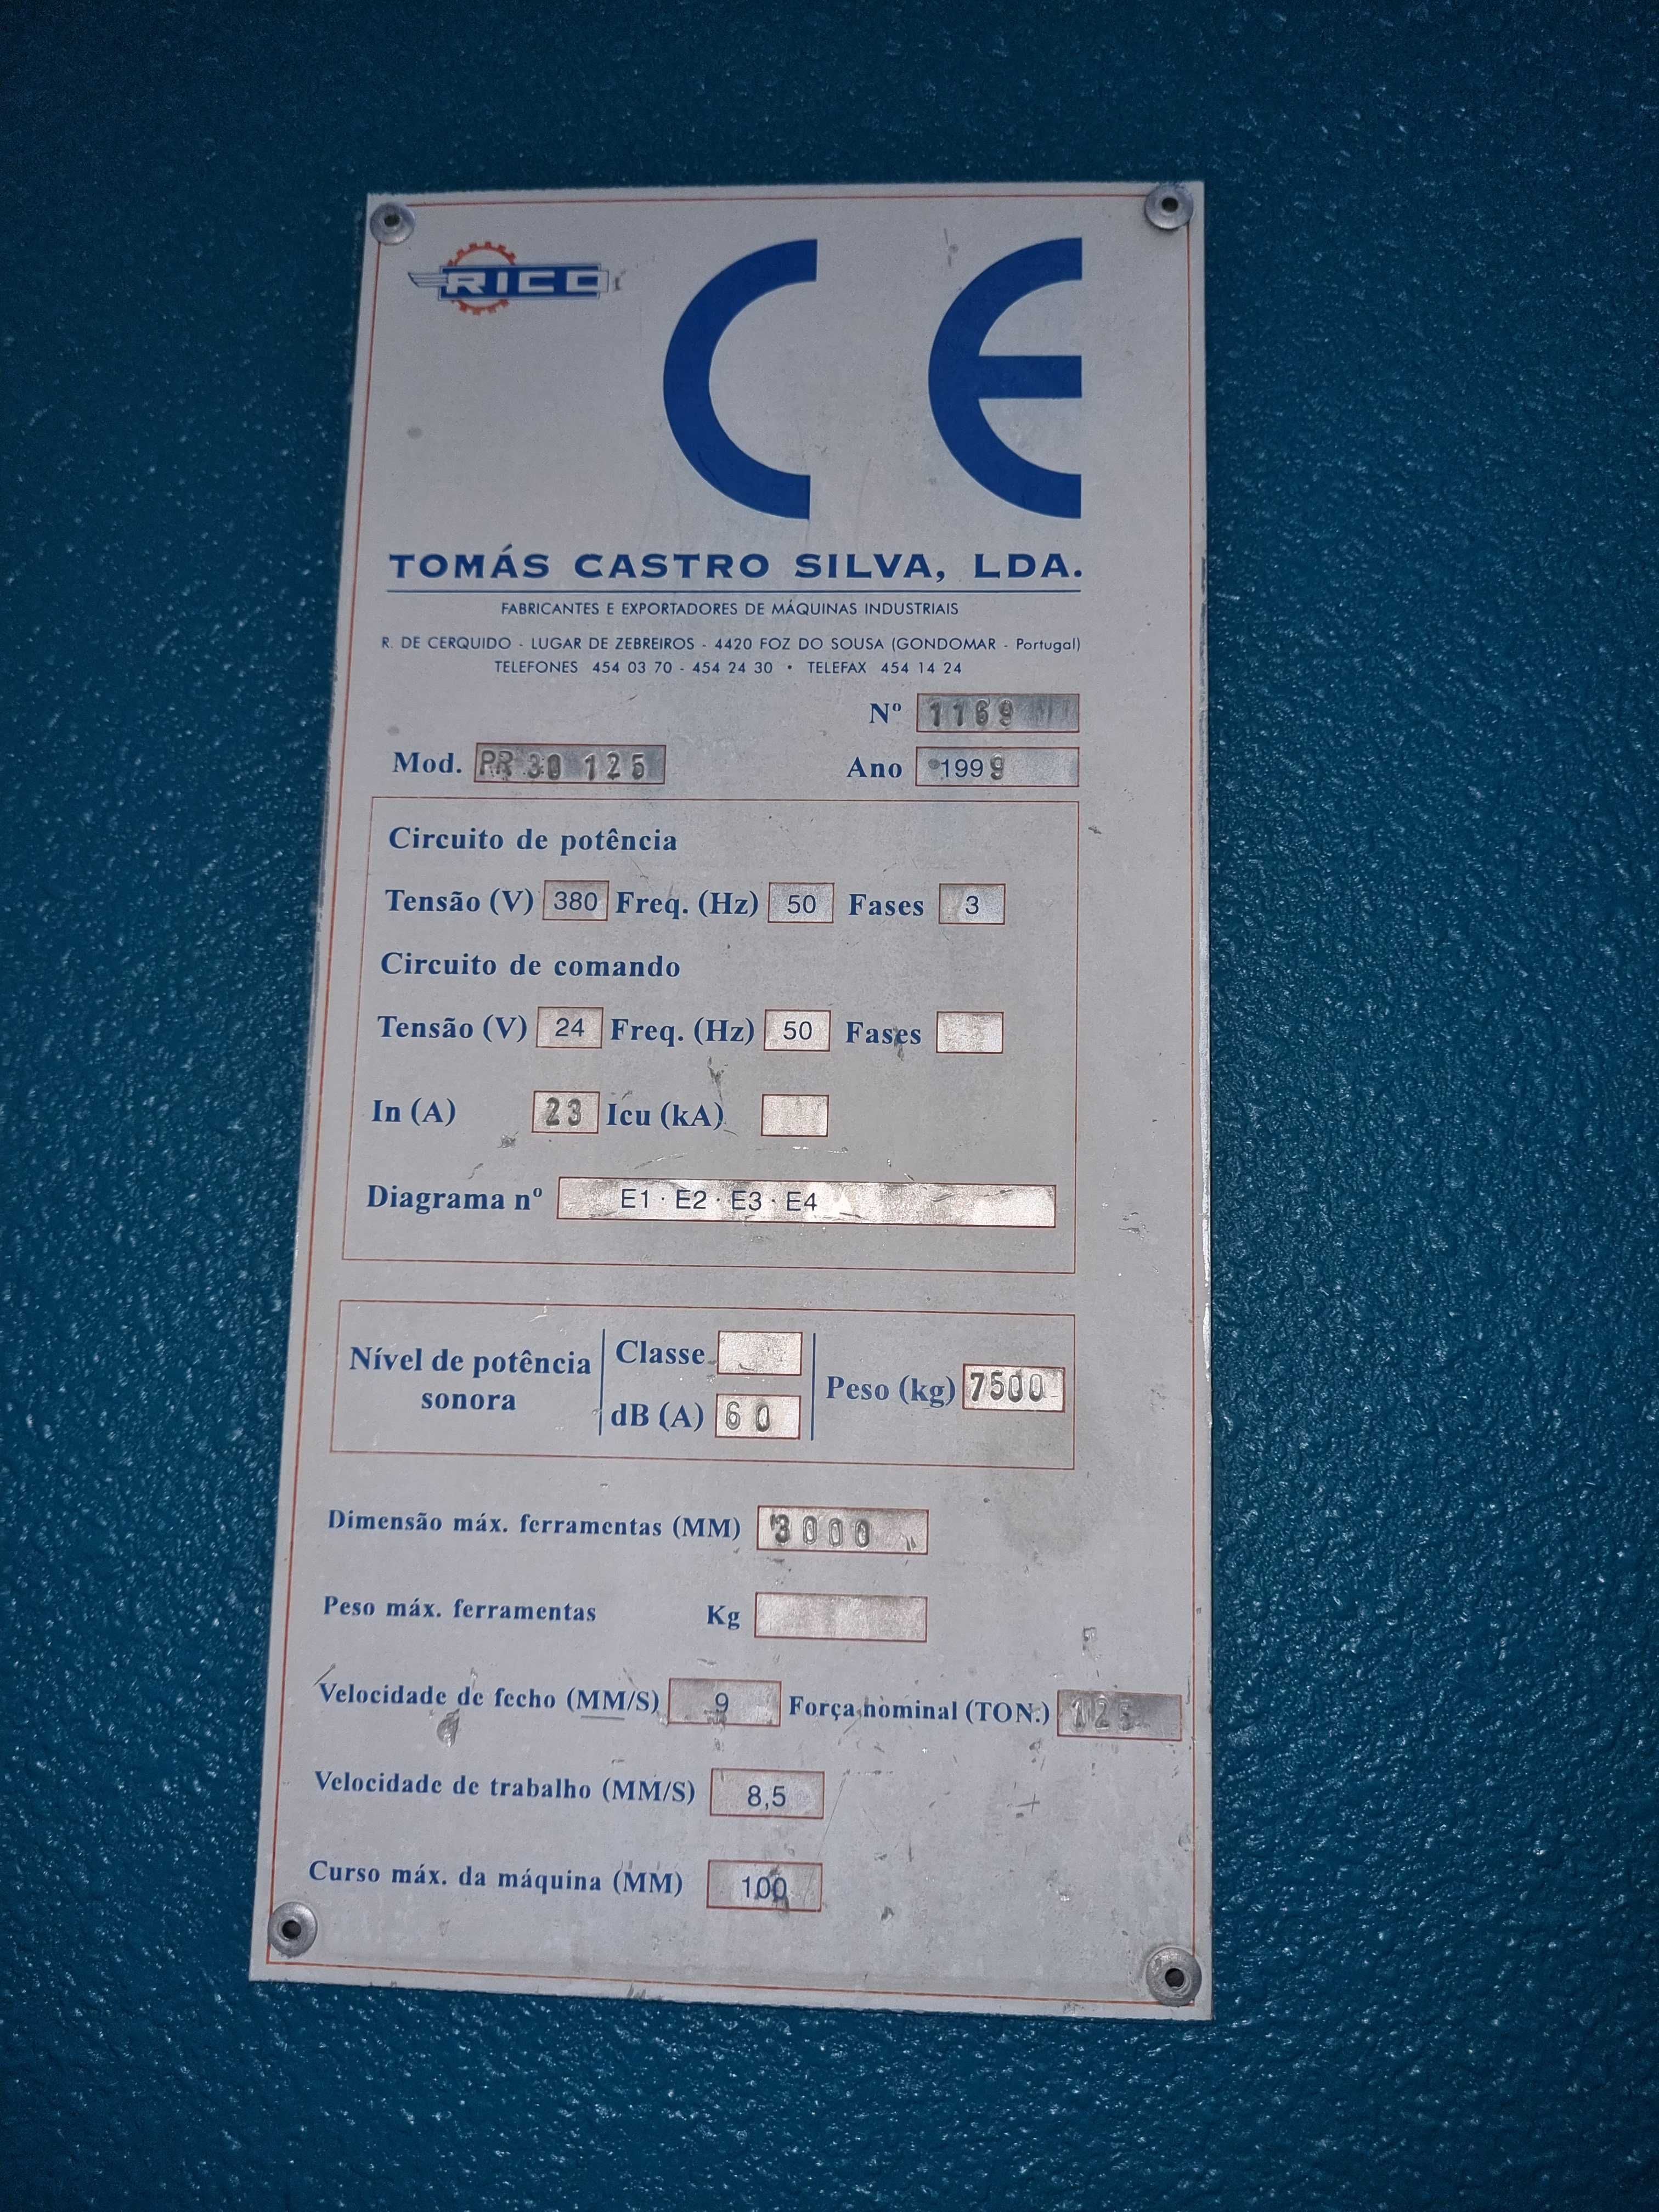 RICO
CE
TOMÁS CASTRO SILVA, LDA.
FABRICANTES E EXPORTADORES DE MÁQUINAS INDUSTRIAIS
R. DE CERQUIDO - LUGAR DE ZEBREIROS - 4420 FOZ DO SOUSA (GONDOMAR - Portugal)
TELEFONES 454 03 70 - 454 24 30 • TELEFAX 454 14 24
Nº 1169
Mod. PR 30 125 Ano 1999
Circuito de potência
Tensão (V) 380 Freq. (Hz) 50 Fases 3
Circuito de comando
Tensão (V) 24 Freq. (Hz) 50 Fases
In (A) 23 Icu (kA)
Diagrama nº E1 · E2 · E3 · E4
Nível de potência sonora
Classe
dB (A) 60
Peso (kg) 7500
Dimensão máx. ferramentas (MM) 3000
Peso máx. ferramentas Kg
Velocidade de fecho (MM/S) 9 Força nominal (TON.) 125
Velocidade de trabalho (MM/S) 8,5
Curso máx. da máquina (MM) 100